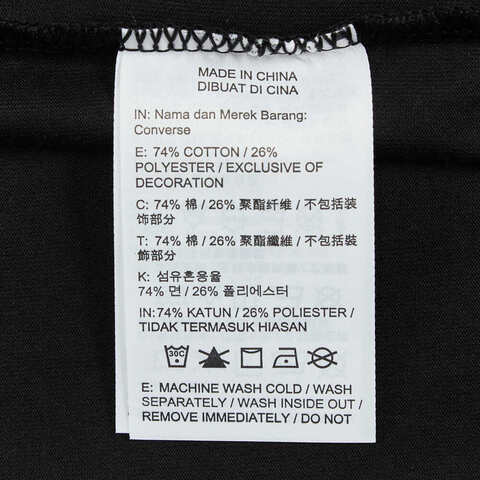 MADE IN CHINA
DIBUAT DI CINA
IN: Nama dan Merek Barang:
Converse
E: 74% COTTON / 26%
POLYESTER / EXCLUSIVE OF
DECORATION
C: 74% 棉 / 26% 聚酯纤维 / 不包括装
饰部分
T: 74% 棉 / 26% 聚酯纖維 / 不包括裝
飾部分
K: 섬유혼용율
74% 면 / 26% 폴리에스터
IN:74% KATUN / 26% POLIESTER /
TIDAK TERMASUK HIASAN
30C
E: MACHINE WASH COLD / WASH
SEPARATELY / WASH INSIDE OUT /
REMOVE IMMEDIATELY / DO NOT